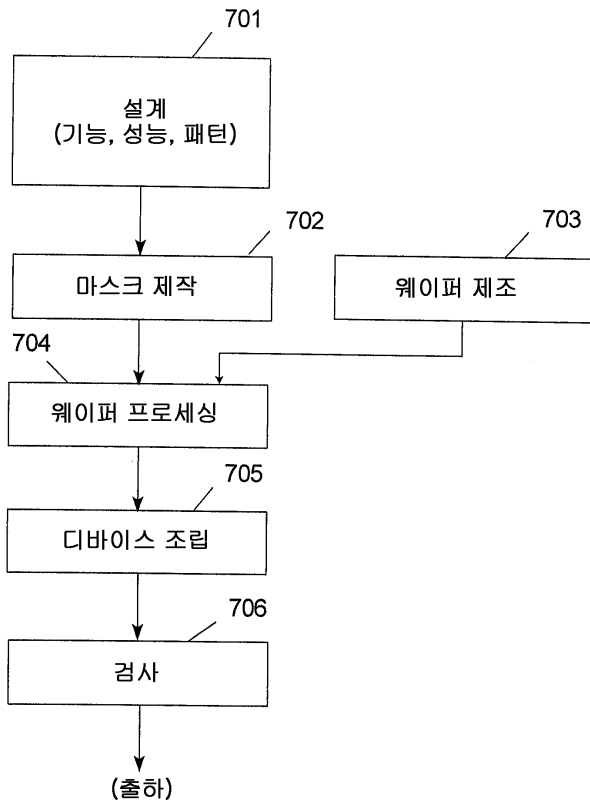 701
설계
(기능, 성능, 패턴)
702
마스크 제작
703
웨이퍼 제조
704
웨이퍼 프로세싱
705
디바이스 조립
706
검사
(출하)